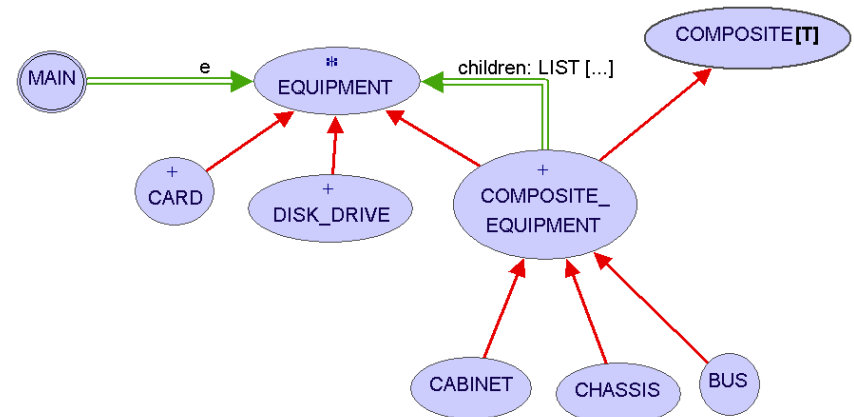 COMPOSITE[T]
MAIN
e
*
EQUIPMENT
children: LIST [...]
+
CARD
+
DISK_DRIVE
+
COMPOSITE_
EQUIPMENT
CABINET
CHASSIS
BUS